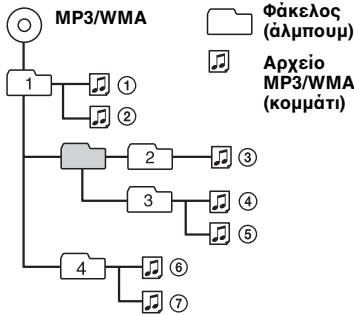 MP3/WMA
Φάκελος
(άλμπουμ)
Αρχείο
MP3/WMA
(κομμάτι)
1
①
②
2
③
3
④
⑤
4
⑥
⑦